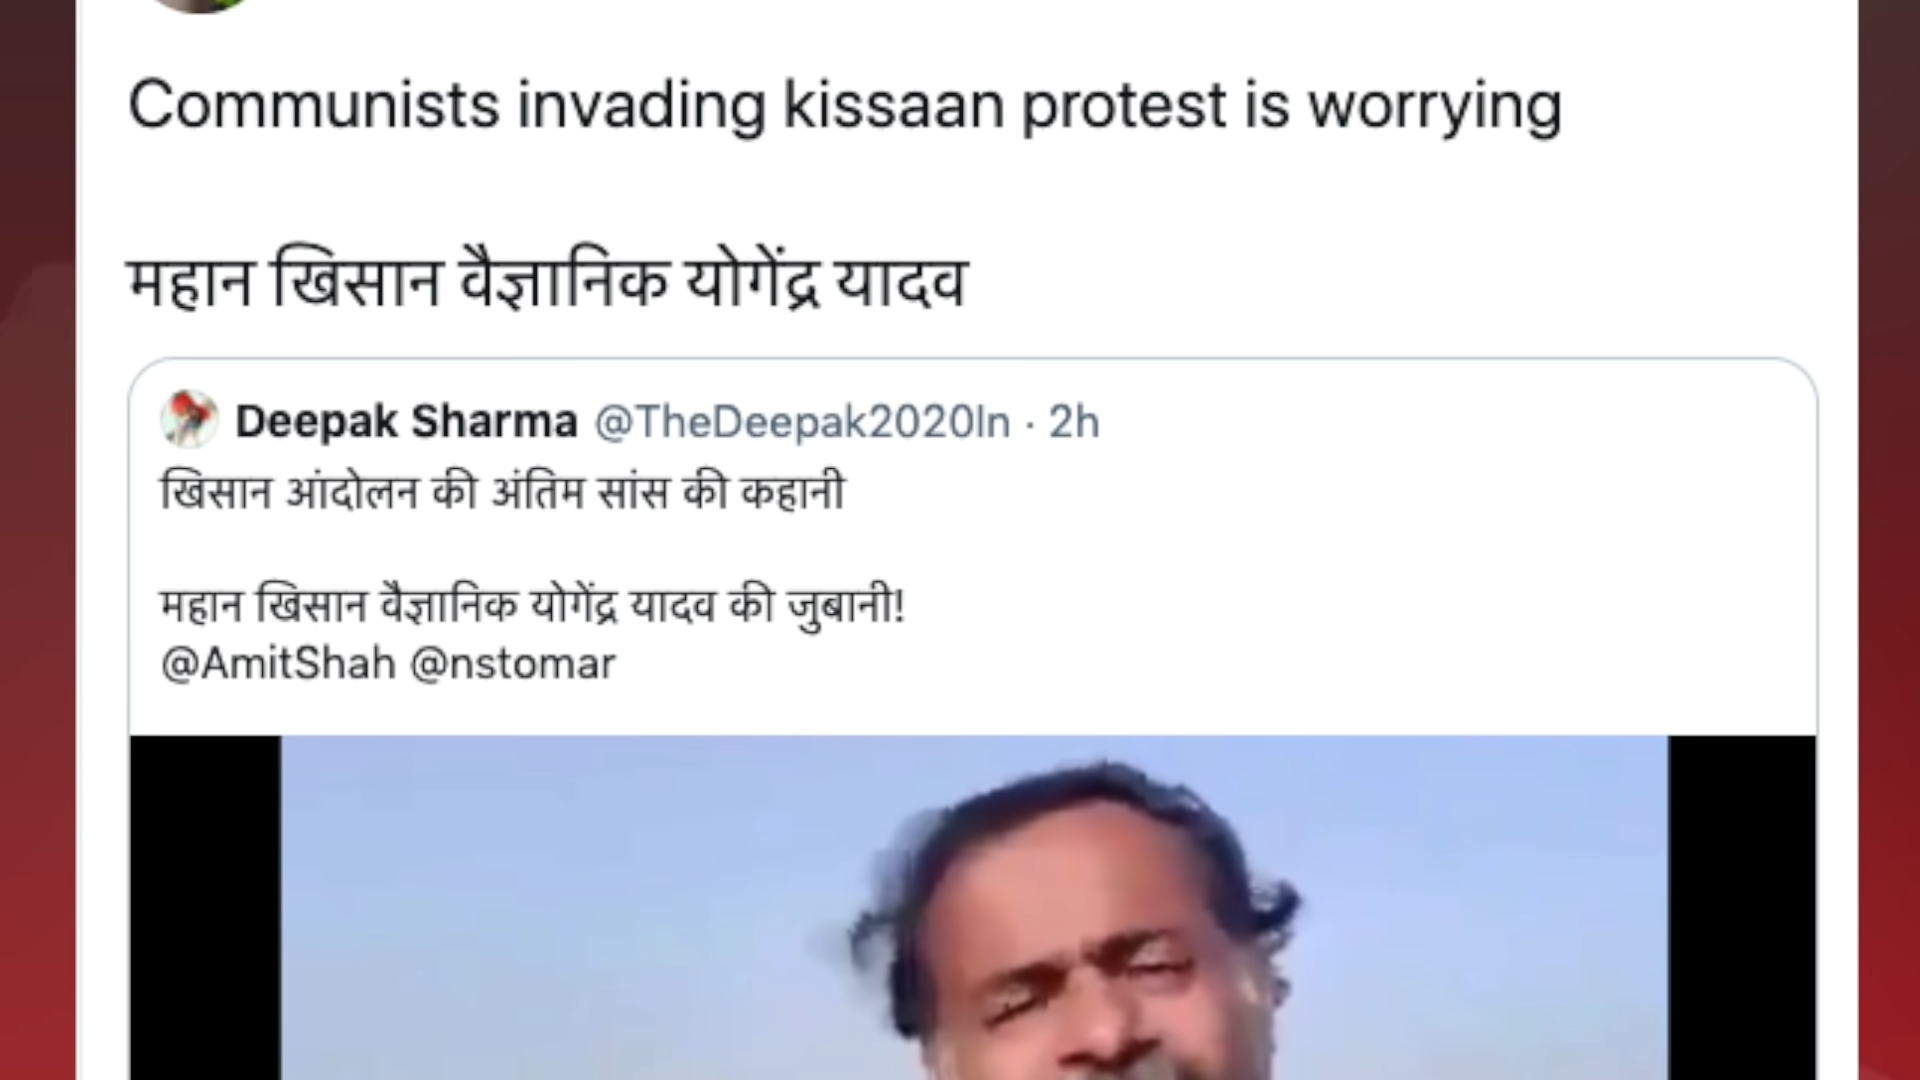 Communists invading kissaan protest is worrying
महान खिसान वैज्ञानिक योगेंद्र यादव
Deepak Sharma @TheDeepak2020In · 2h
खिसान आंदोलन की अंतिम सांस की कहानी
महान खिसान वैज्ञानिक योगेंद्र यादव की जुबानी!
@AmitShah @nstomar